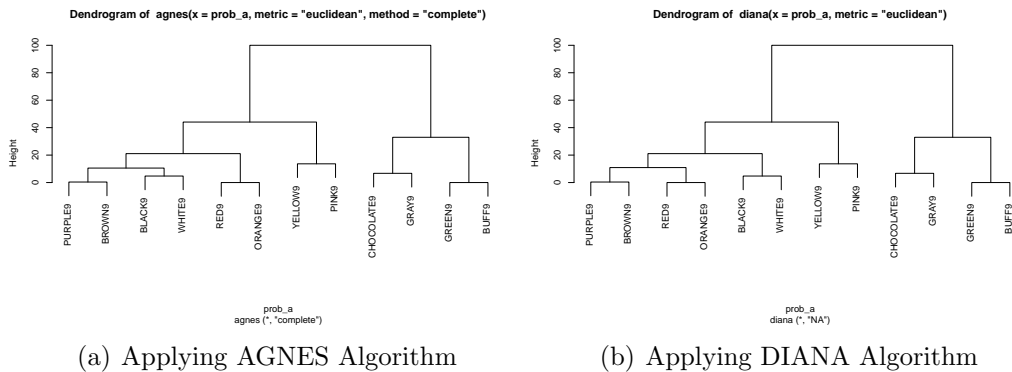 Dendrogram of agnes(x = prob_a, metric = "euclidean", method = "complete")
Height
0
20
40
60
80
100
PURPLE9
BROWN9
BLACK9
WHITE9
RED9
ORANGE9
YELLOW9
PINK9
CHOCOLATE9
GRAY9
GREEN9
BUFF9
prob_a
agnes (*, "complete")
(a) Applying AGNES Algorithm
Dendrogram of diana(x = prob_a, metric = "euclidean")
Height
0
20
40
60
80
100
PURPLE9
BROWN9
RED9
ORANGE9
BLACK9
WHITE9
YELLOW9
PINK9
CHOCOLATE9
GRAY9
GREEN9
BUFF9
prob_a
diana (*, "NA")
(b) Applying DIANA Algorithm